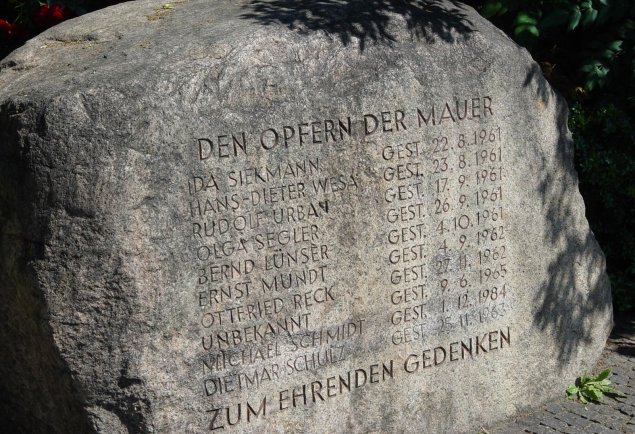 DEN OPFERN DER MAUER
IDA SIEKMANN GEST. 22.8.1961
HANS-DIETER WESA GEST. 23.8.1961
RUDOLF URBAN GEST. 17.9.1961
OLGA SEGLER GEST. 26.9.1961
BERND LÜNSER GEST. 4.10.1961
ERNST MUNDT GEST. 4.9.1962
OTTFRIED RECK GEST. 27.11.1962
UNBEKANNT GEST. 9.6.1965
MICHAEL SCHMIDT GEST. 1.12.1984
DIETMAR SCHULZ GEST. 25.11.1963
ZUM EHRENDEN GEDENKEN